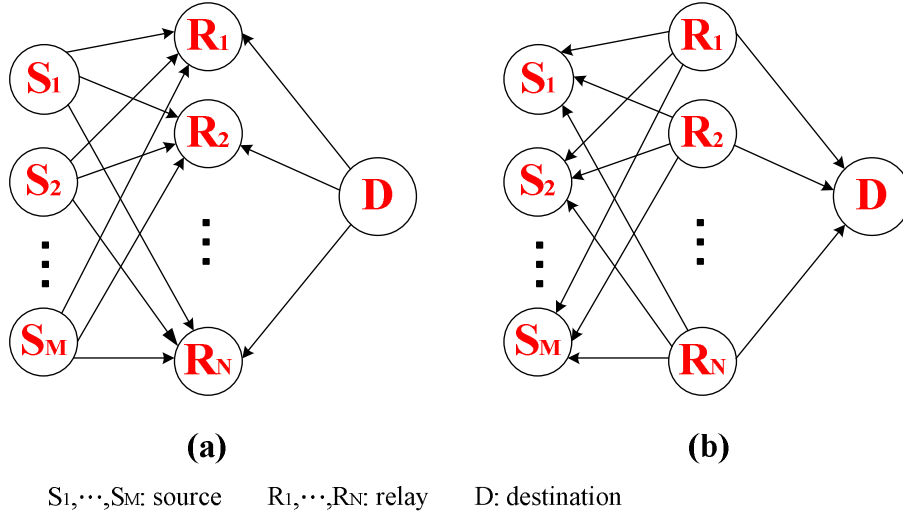 S1 R1 R1
S1 R2 R2
S2 S2
D D
SM RN SM RN
(a) (b)
S1,···,SM: source R1,···,RN: relay D: destination